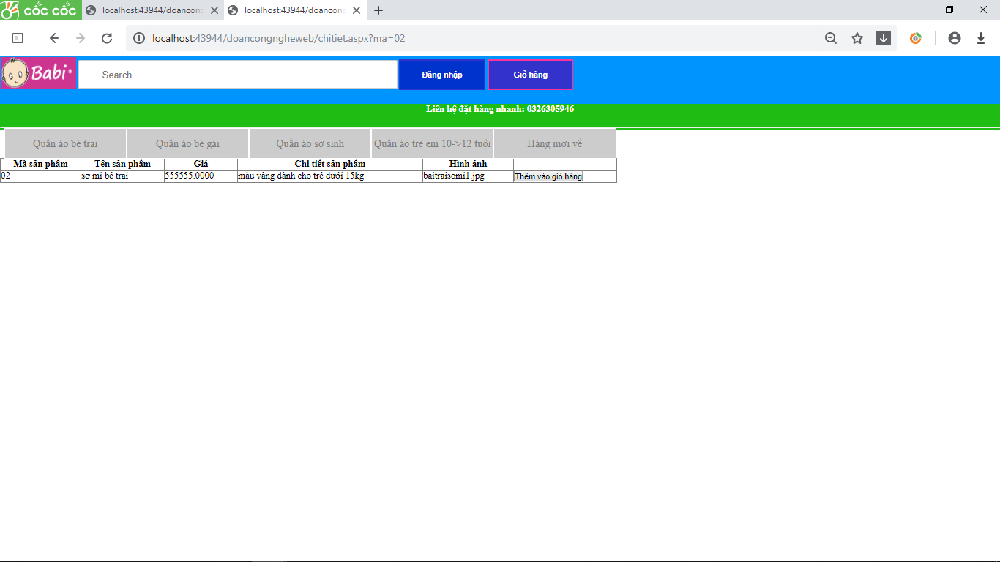 cốc cốc localhost:43944/doancong localhost:43944/doancong
localhost:43944/doancongngheweb/chitiet.aspx?ma=02
Babi® Search.. Đăng nhập Giỏ hàng
Liên hệ đặt hàng nhanh: 0326305946
Quần áo bé trai Quần áo bé gái Quần áo sơ sinh Quần áo trẻ em 10->12 tuổi Hàng mới về
Mã sản phẩm Tên sản phẩm Giá Chi tiết sản phẩm Hình ảnh
02 sơ mi bé trai 555555.0000 màu vàng dành cho trẻ dưới 15kg baitraisomi1.jpg Thêm vào giỏ hàng